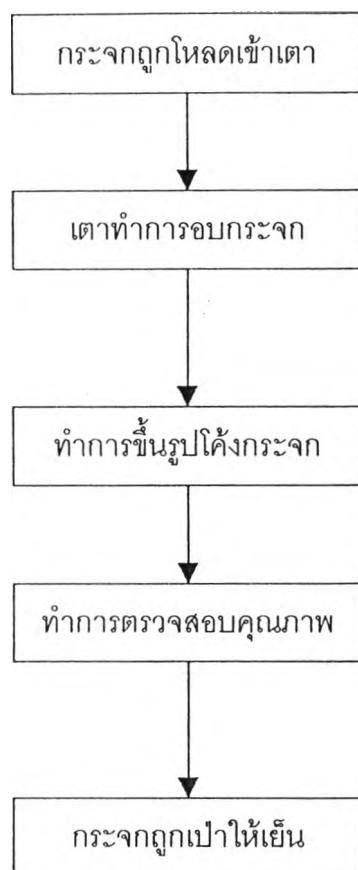 กระจกถูกโหลดเข้าเตา
เตาทำการอบกระจก
ทำการขึ้นรูปโค้งกระจก
ทำการตรวจสอบคุณภาพ
กระจกถูกเป่าให้เย็น